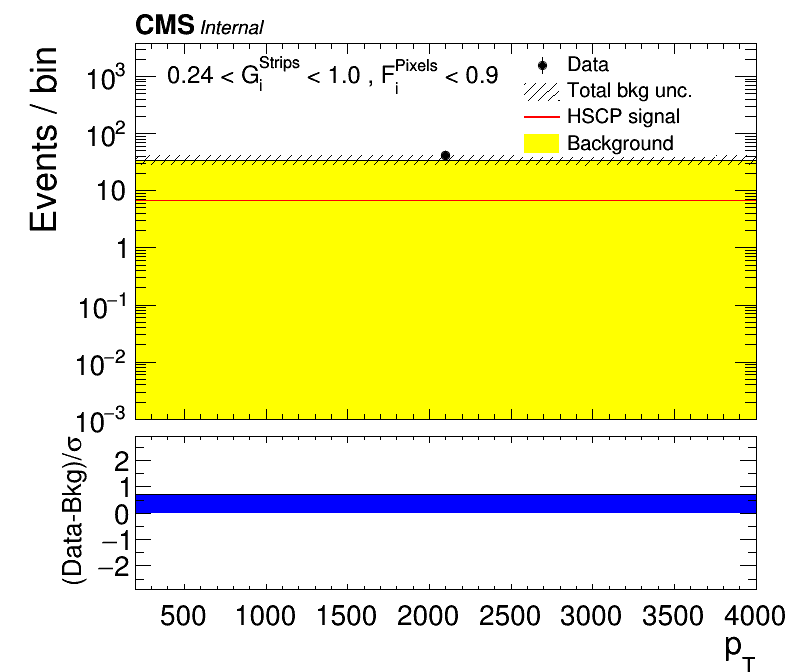 CMS Internal
0.24 < G_i^Strips < 1.0 , F_i^Pixels < 0.9
Data
Total bkg unc.
HSCP signal
Background
Events / bin
10^3
10^2
10
1
10^−1
10^−2
10^−3
(Data-Bkg)/σ
2
1
0
−1
−2
500 1000 1500 2000 2500 3000 3500 4000
p_T